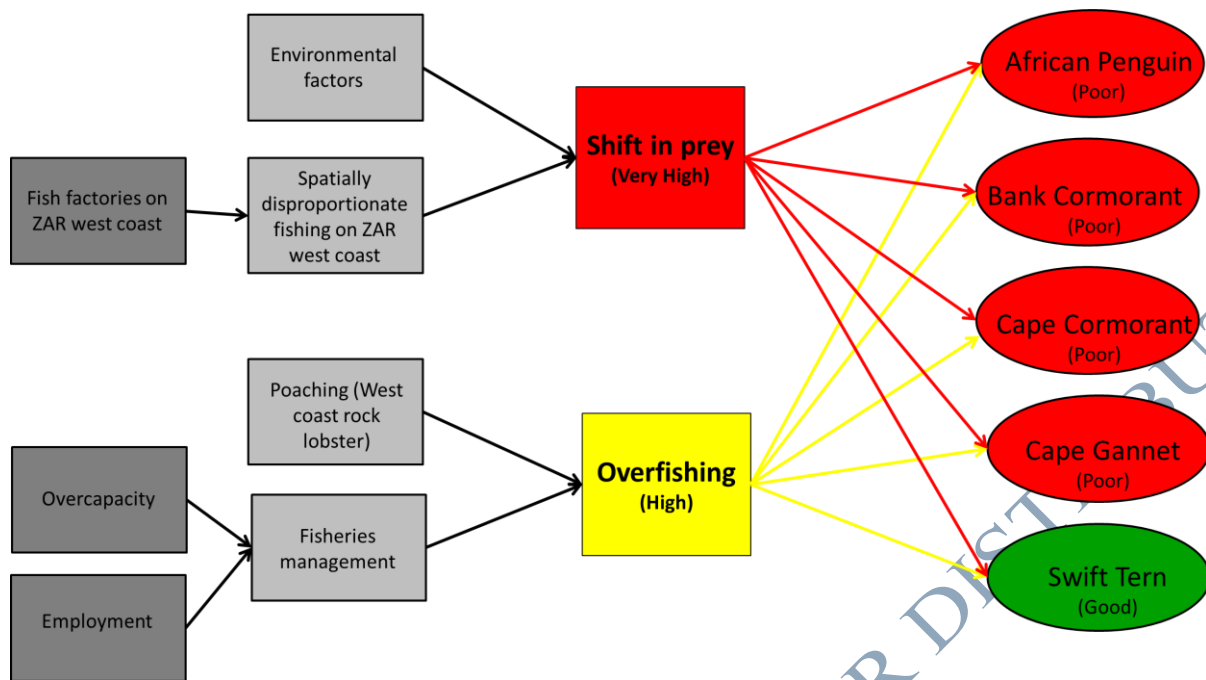 Environmental
factors
Fish factories on
ZAR west coast
Spatially
disproportionate
fishing on ZAR
west coast
Shift in prey
(Very High)
African Penguin
(Poor)
Bank Cormorant
(Poor)
Cape Cormorant
(Poor)
Cape Gannet
(Poor)
Swift Tern
(Good)
Poaching (West
coast rock
lobster)
Overcapacity
Employment
Fisheries
management
Overfishing
(High)